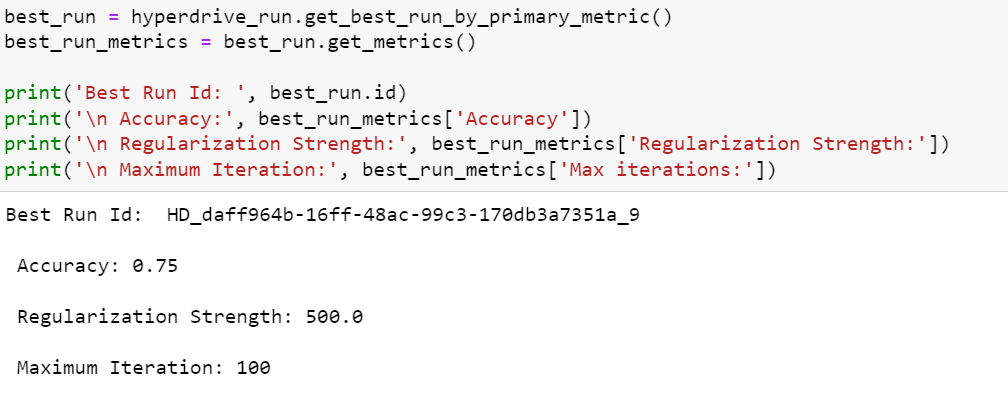 best_run = hyperdrive_run.get_best_run_by_primary_metric()
best_run_metrics = best_run.get_metrics()
print('Best Run Id: ', best_run.id)
print('\n Accuracy:', best_run_metrics['Accuracy'])
print('\n Regularization Strength:', best_run_metrics['Regularization Strength:'])
print('\n Maximum Iteration:', best_run_metrics['Max iterations:'])
Best Run Id:  HD_daff964b-16ff-48ac-99c3-170db3a7351a_9
Accuracy: 0.75
Regularization Strength: 500.0
Maximum Iteration: 100